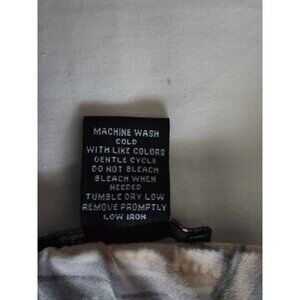 MACHINE WASH
COLD
WITH LIKE COLORS
GENTLE CYCLE
DO NOT BLEACH
BLEACH WHEN
NEEDED
TUMBLE DRY LOW
REMOVE PROMPTLY
LOW IRON